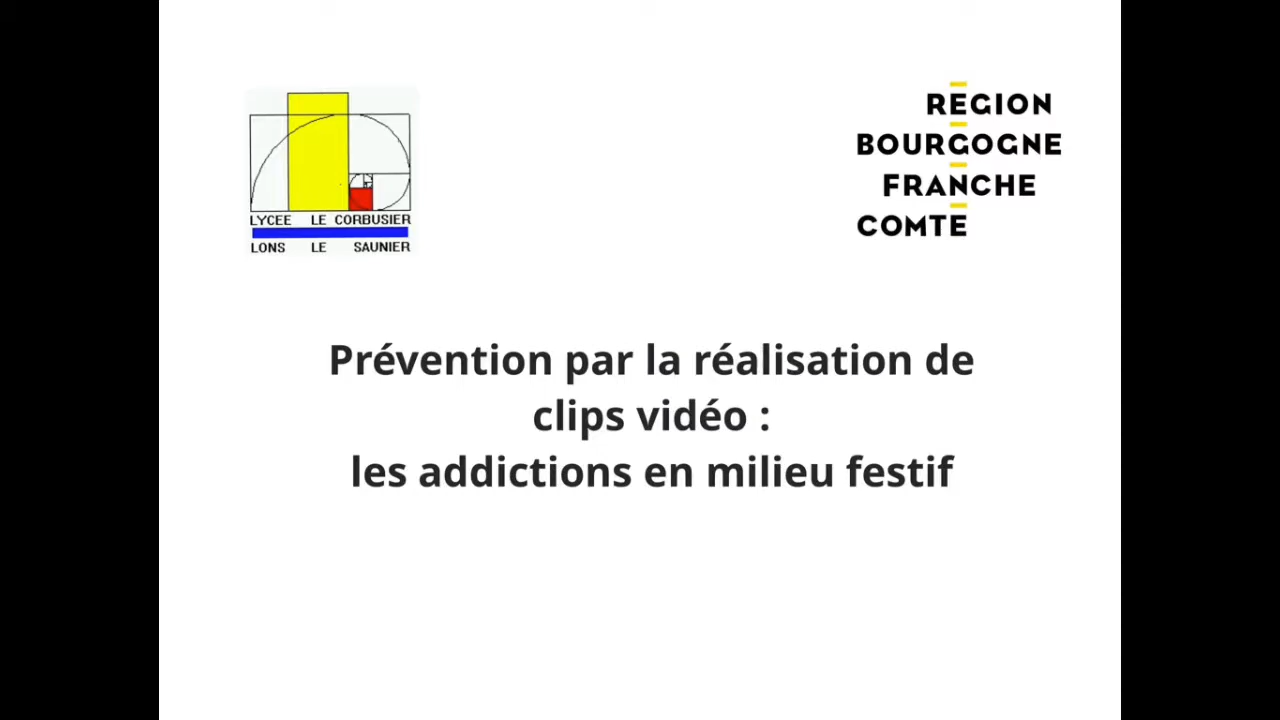 LYCEE LE CORBUSIER
LONS LE SAUNIER
REGION
BOURGOGNE
FRANCHE
COMTE
Prévention par la réalisation de
clips vidéo :
les addictions en milieu festif